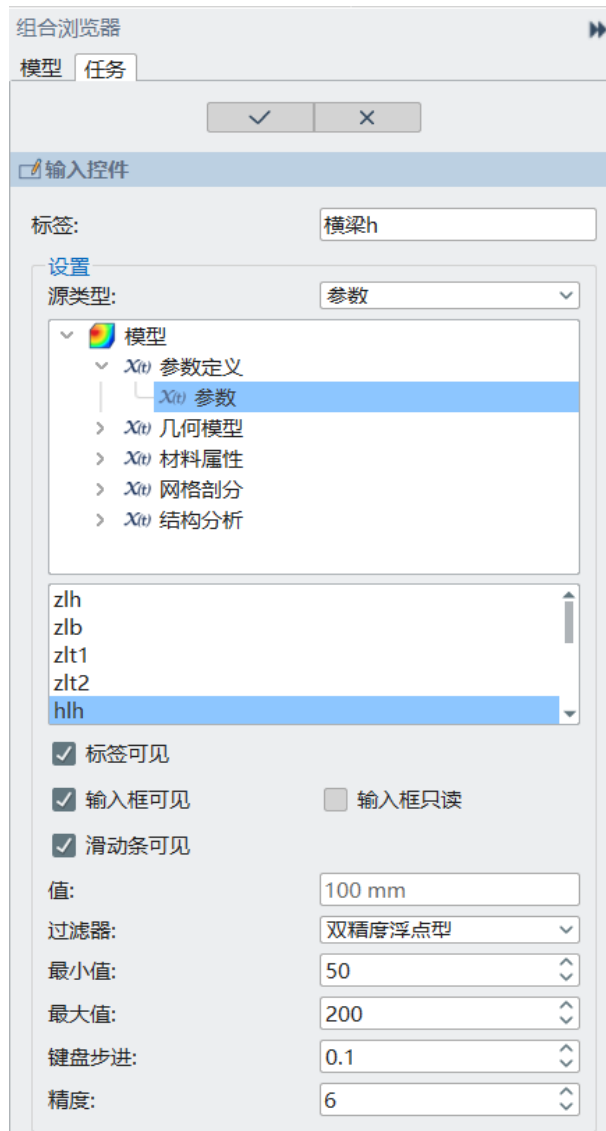 组合浏览器
模型 任务
输入控件
标签: 横梁h
设置
源类型: 参数
模型
X(t) 参数定义
X(t) 参数
X(t) 几何模型
X(t) 材料属性
X(t) 网格剖分
X(t) 结构分析
zlh
zlb
zlt1
zlt2
hlh
标签可见
输入框可见 输入框只读
滑动条可见
值: 100 mm
过滤器: 双精度浮点型
最小值: 50
最大值: 200
键盘步进: 0.1
精度: 6